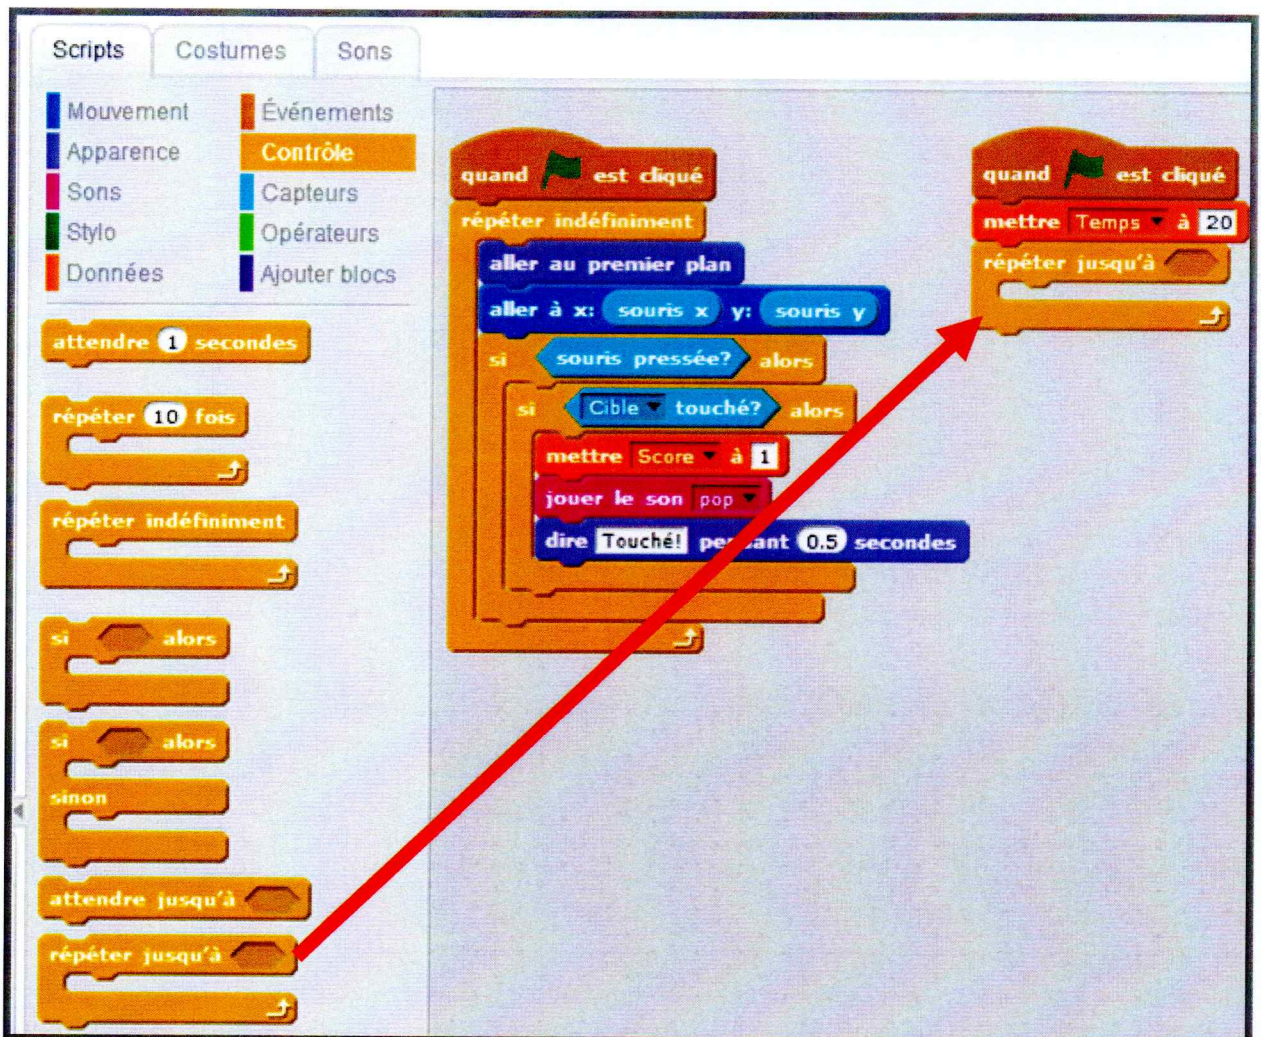 Scripts Costumes Sons
Mouvement Événements
Apparence Contrôle
Sons Capteurs
Stylo Opérateurs
Données Ajouter blocs
attendre 1 secondes
répéter 10 fois
répéter indéfiniment
si alors
si alors
sinon
attendre jusqu'à
répéter jusqu'à
quand est cliqué
répéter indéfiniment
aller au premier plan
aller à x: souris x y: souris y
si souris pressée? alors
si Cible touché? alors
mettre Score à 1
jouer le son pop
dire Touché! pendant 0.5 secondes
quand est cliqué
mettre Temps à 20
répéter jusqu'à